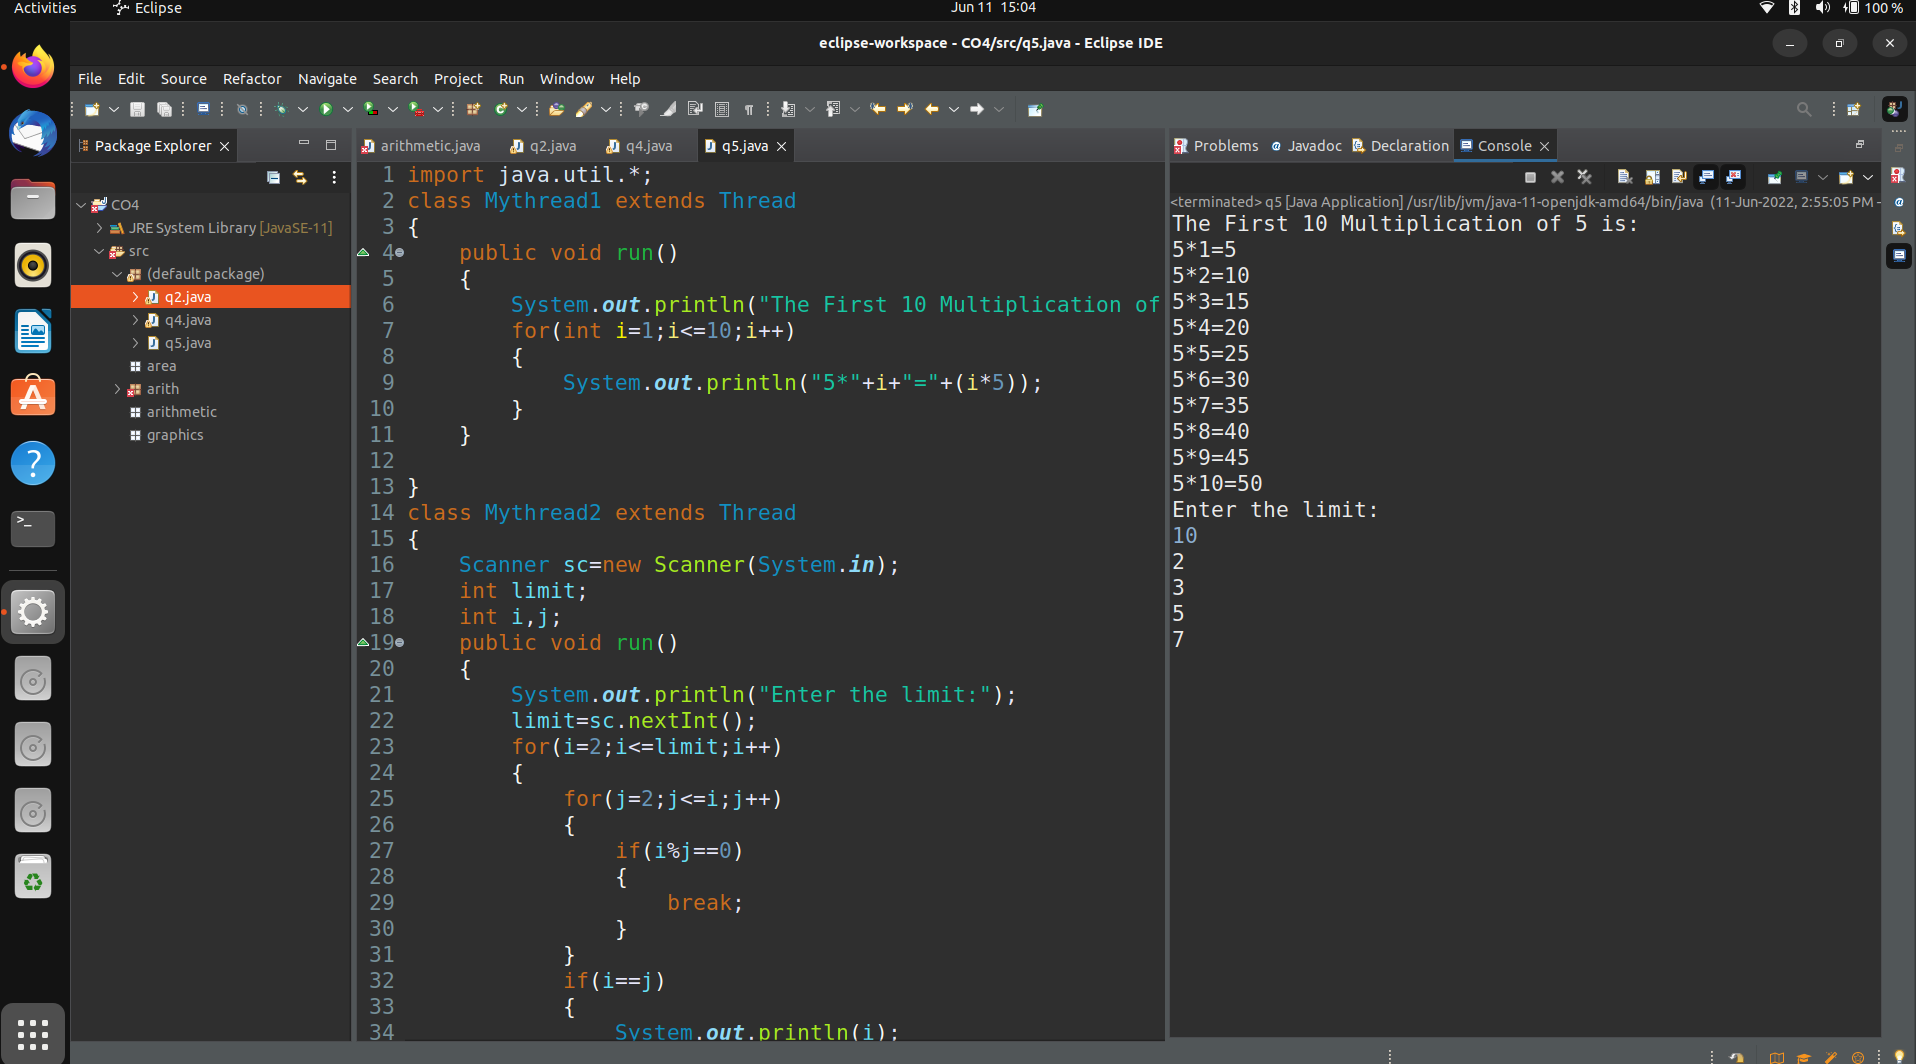 Activities
Eclipse
Jun 11 15:04
100 %
eclipse-workspace - CO4/src/q5.java - Eclipse IDE
File Edit Source Refactor Navigate Search Project Run Window Help
Package Explorer
CO4
JRE System Library [JavaSE-11]
src
(default package)
q2.java
q4.java
q5.java
area
arith
arithmetic
graphics
arithmetic.java
q2.java
q4.java
q5.java
1 import java.util.*;
2 class Mythread1 extends Thread
3 {
4 public void run()
5 {
6 System.out.println("The First 10 Multiplication of
7 for(int i=1;i<=10;i++)
8 {
9 System.out.println("5*"+i+"="+(i*5));
10 }
11 }
12
13 }
14 class Mythread2 extends Thread
15 {
16 Scanner sc=new Scanner(System.in);
17 int limit;
18 int i,j;
19 public void run()
20 {
21 System.out.println("Enter the limit:");
22 limit=sc.nextInt();
23 for(i=2;i<=limit;i++)
24 {
25 for(j=2;j<=i;j++)
26 {
27 if(i%j==0)
28 {
29 break;
30 }
31 }
32 if(i==j)
33 {
34 System.out.println(i);
Problems
Javadoc
Declaration
Console
<terminated> q5 [Java Application] /usr/lib/jvm/java-11-openjdk-amd64/bin/java (11-Jun-2022, 2:55:05 PM –
The First 10 Multiplication of 5 is:
5*1=5
5*2=10
5*3=15
5*4=20
5*5=25
5*6=30
5*7=35
5*8=40
5*9=45
5*10=50
Enter the limit:
10
2
3
5
7